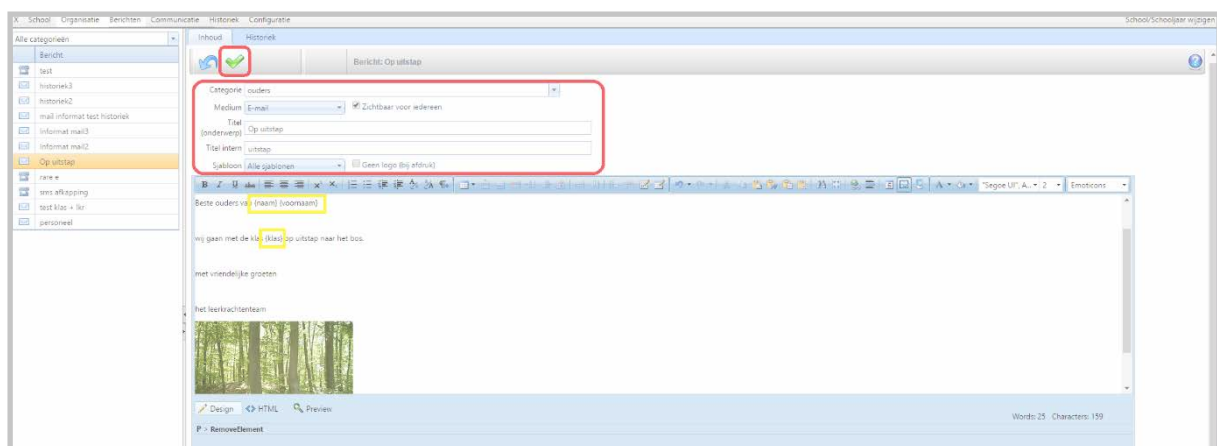 X School Organisatie Berichten Communicatie Historiek Configuratie School/Schooljaar wijzigen
Alle categorieën
Bericht
test
historiek3
historiek2
mail informat test historiek
informat mail3
informat mail2
Op uitstap
rare e
sms afkapping
test klas + lkr
personeel
Inhoud Historiek
Bericht: Op uitstap
Categorie ouders
Medium E-mail Zichtbaar voor iedereen
Titel (onderwerp) Op uitstap
Titel intern uitstap
Sjabloon Alle sjablonen Geen logo (bij afdruk)
"Segoe UI", A... 2 Emoticons
Beste ouders van {naam} {voornaam}
wij gaan met de klas {klas} op uitstap naar het bos.
met vriendelijke groeten
het leerkrachtenteam
Design HTML Preview
Words: 25 Characters: 159
P > RemoveElement